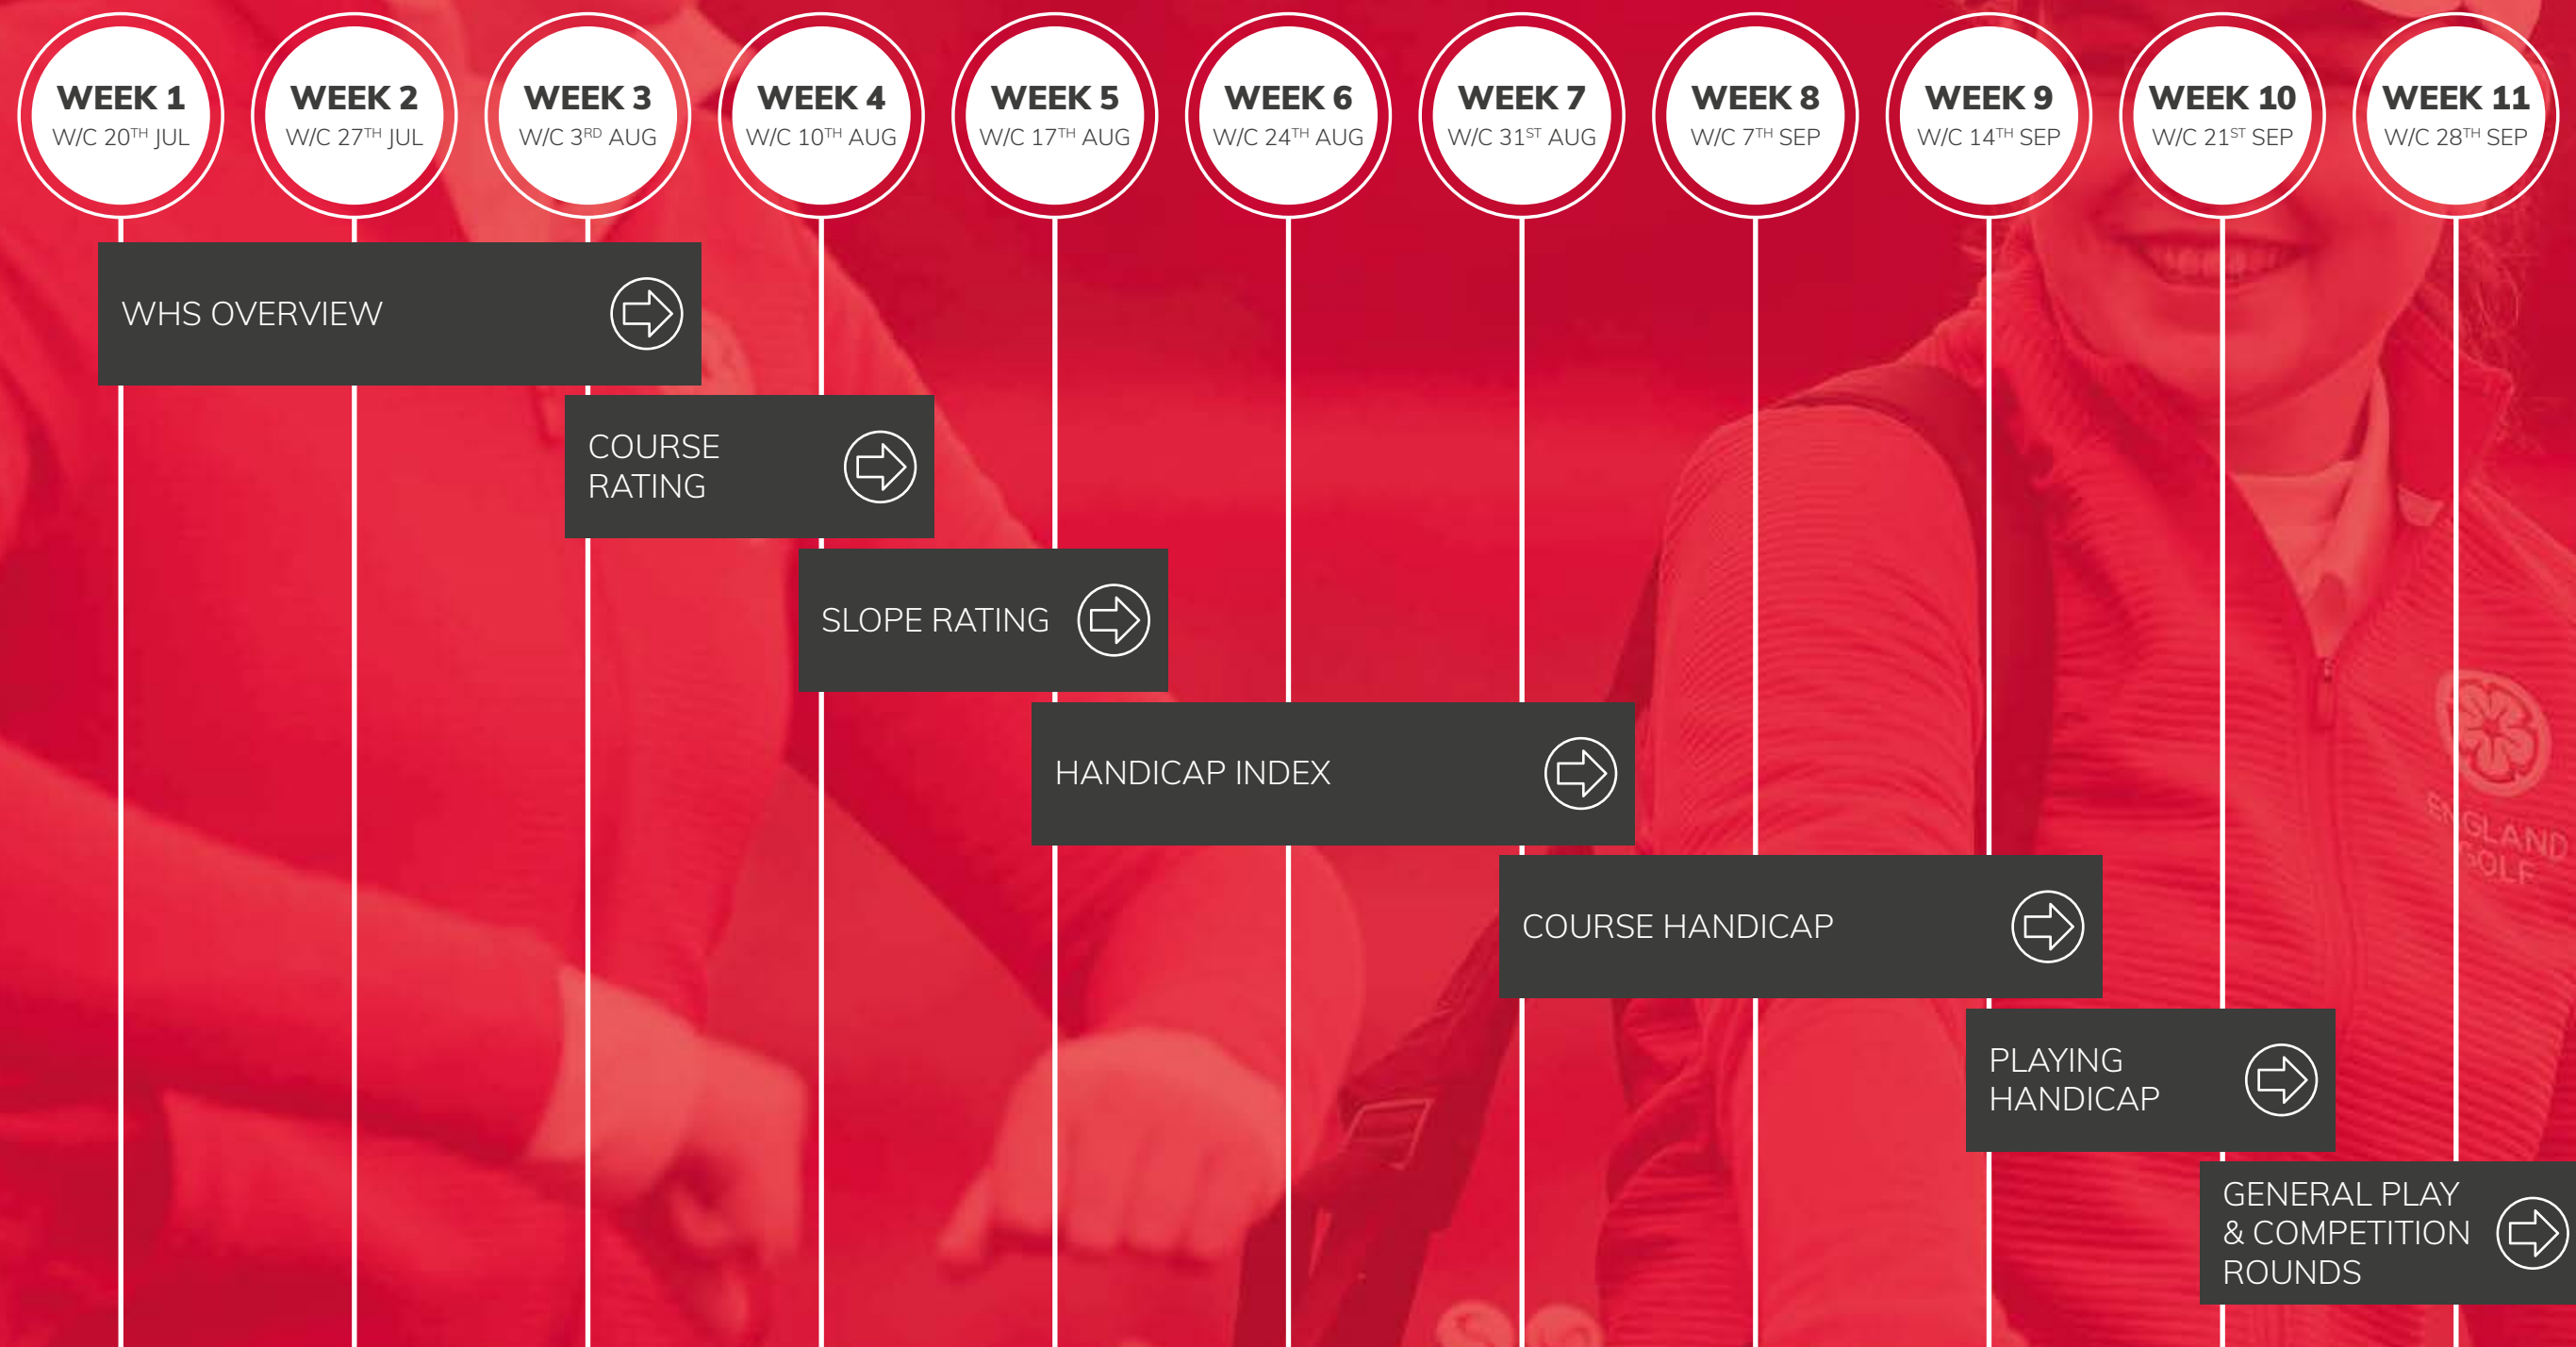 WEEK 1
W/C 20TH JUL
WEEK 2
W/C 27TH JUL
WEEK 3
W/C 3RD AUG
WEEK 4
W/C 10TH AUG
WEEK 5
W/C 17TH AUG
WEEK 6
W/C 24TH AUG
WEEK 7
W/C 31ST AUG
WEEK 8
W/C 7TH SEP
WEEK 9
W/C 14TH SEP
WEEK 10
W/C 21ST SEP
WEEK 11
W/C 28TH SEP
WHS OVERVIEW
COURSE
RATING
SLOPE RATING
HANDICAP INDEX
COURSE HANDICAP
PLAYING
HANDICAP
GENERAL PLAY
& COMPETITION
ROUNDS
ENGLAND
GOLF